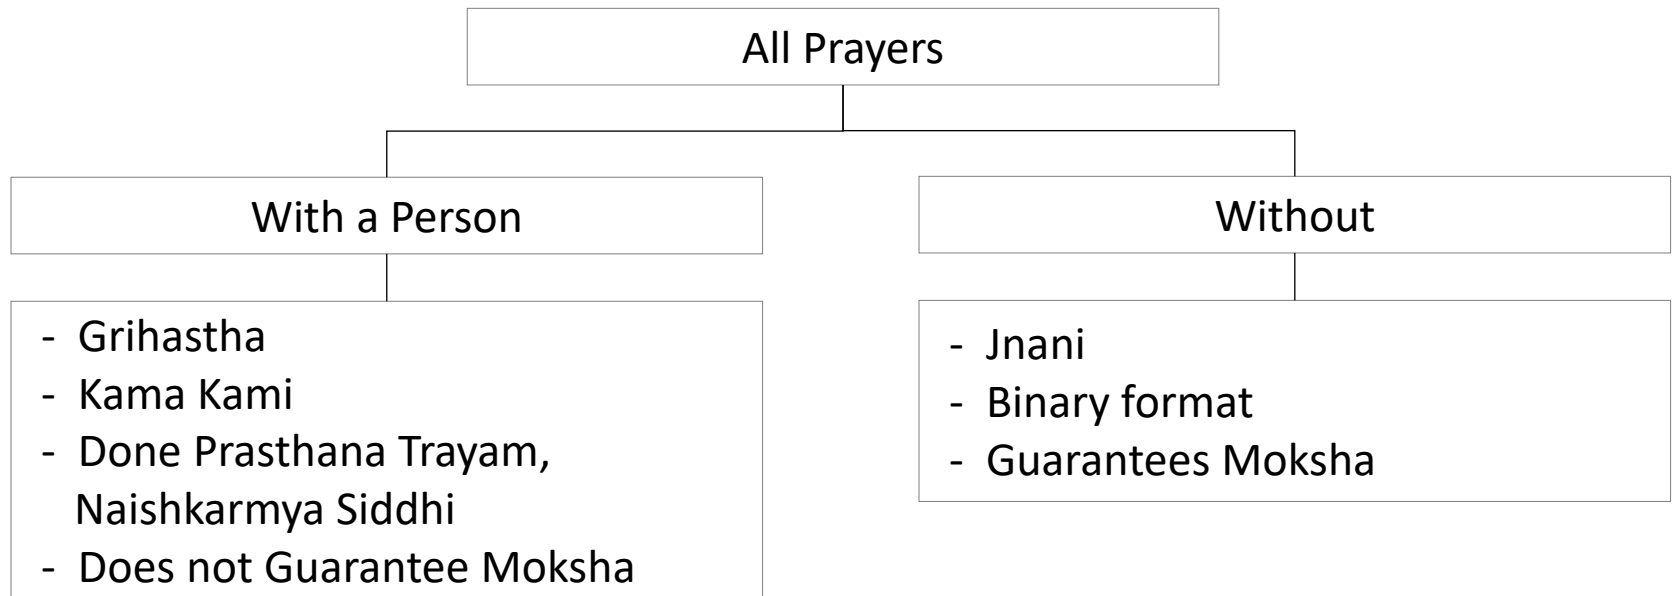 All Prayers
With a Person
Without
- Grihastha
- Kama Kami
- Done Prasthana Trayam,
Naishkarmya Siddhi
- Does not Guarantee Moksha
- Jnani
- Binary format
- Guarantees Moksha